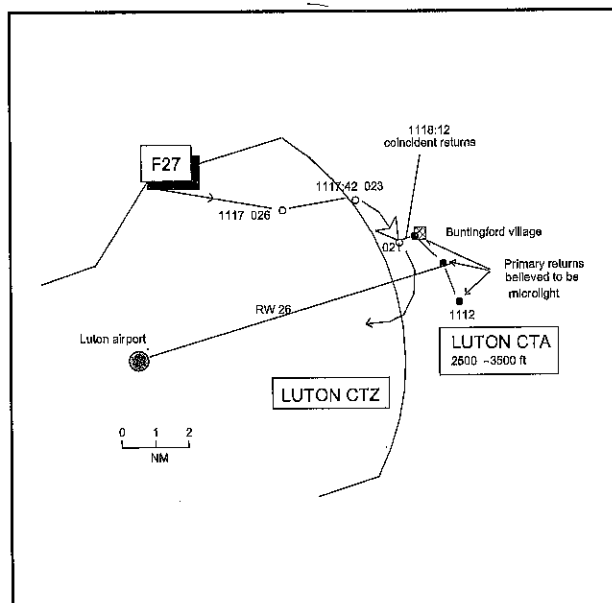 1118:12
coincident returns
F27
1117:42 023
1117 026
021
Buntingford village
Primary returns
believed to be
microlight
1112
RW 26
Luton airport
LUTON CTA
2500 -3500 ft
LUTON CTZ
0 1 2
NM